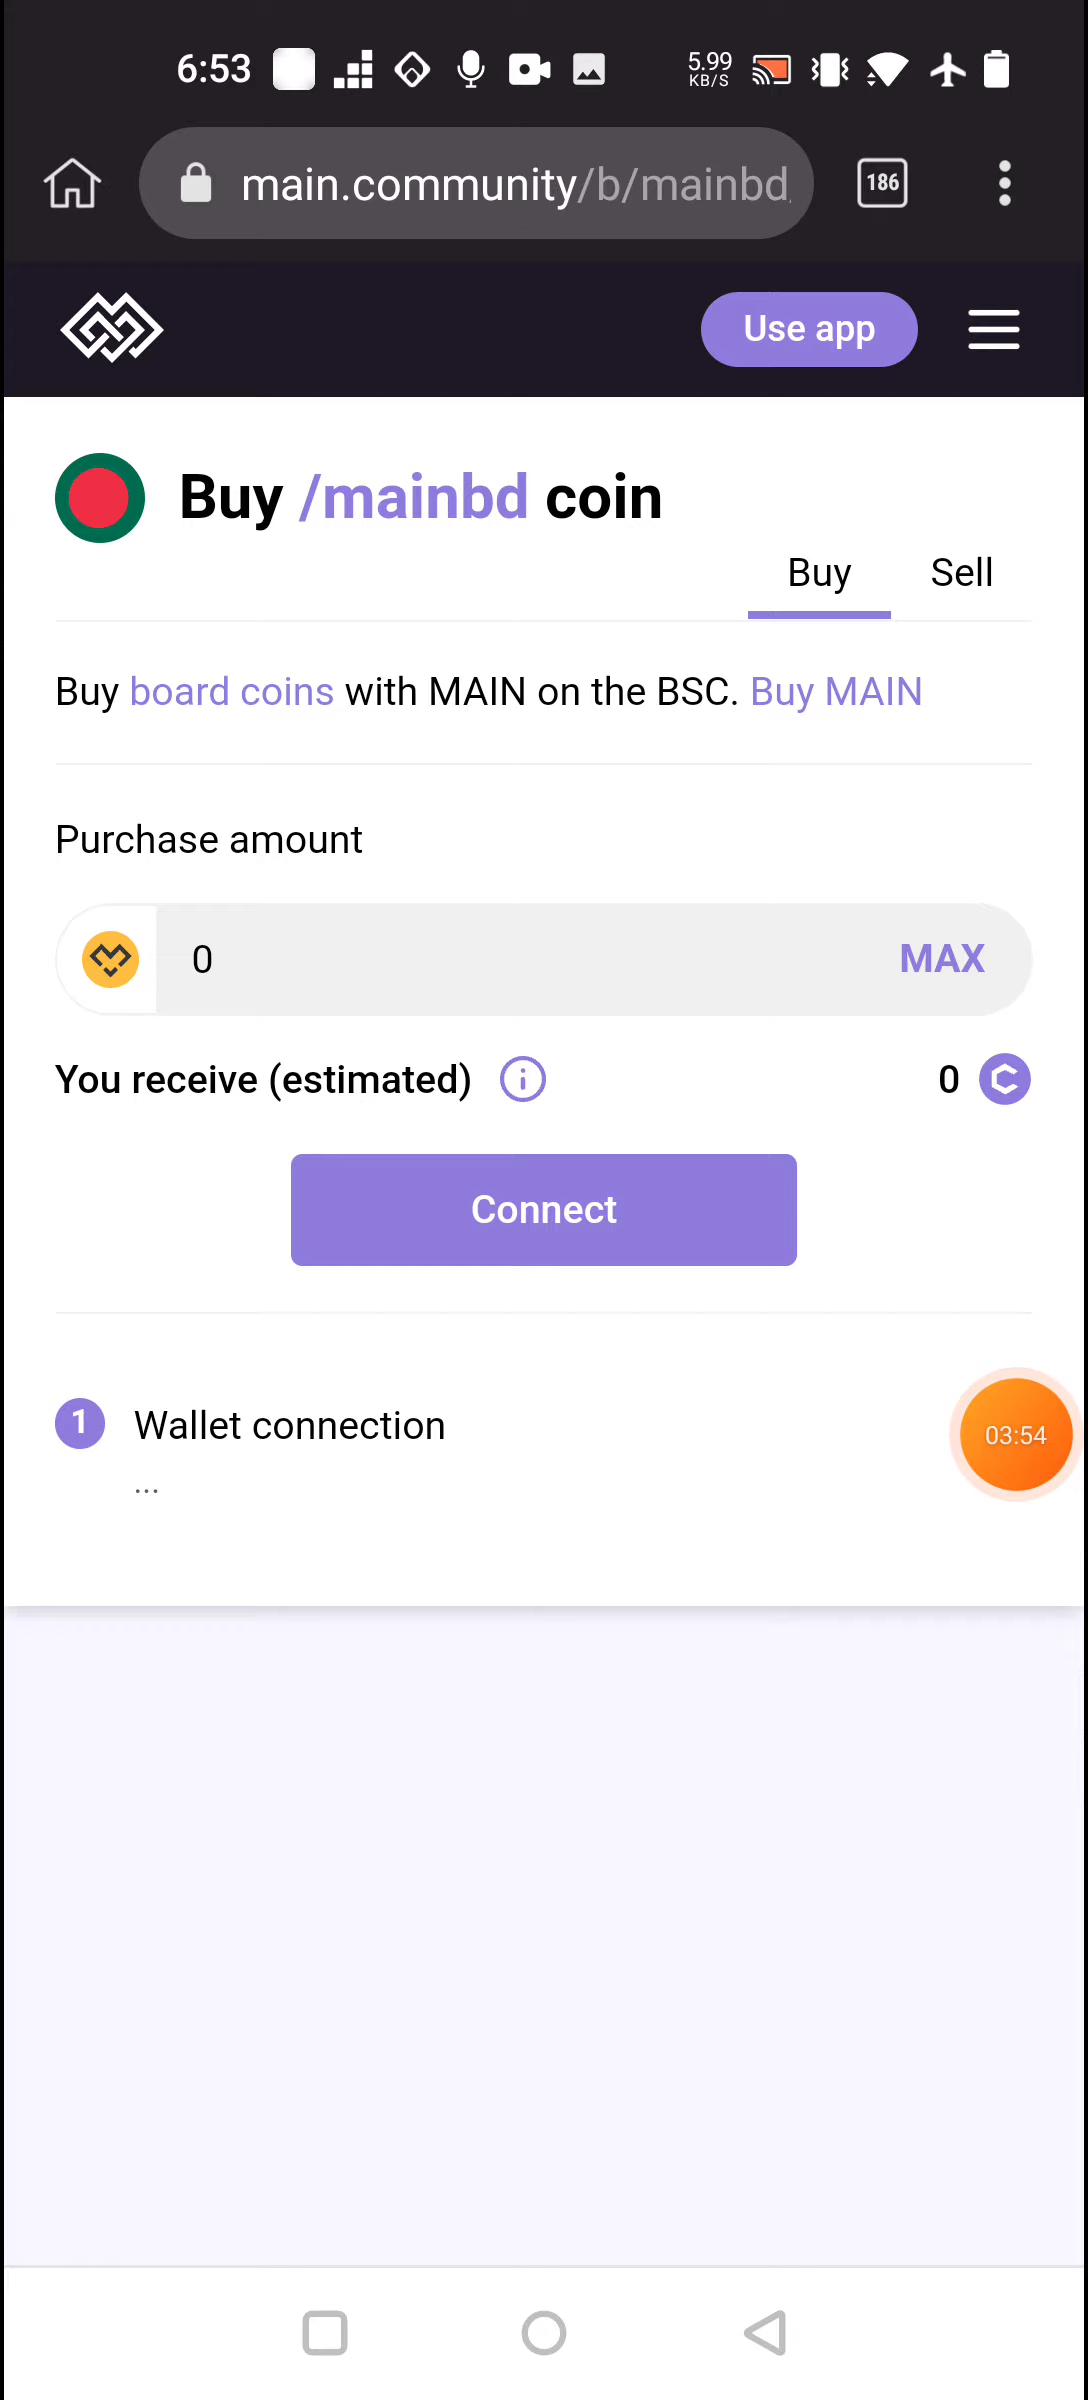 6:53
5.99
KB/S
main.community/b/mainbd
186
Use app
Buy /mainbd coin
Buy
Sell
Buy board coins with MAIN on the BSC. Buy MAIN
Purchase amount
0
MAX
You receive (estimated)
0
Connect
1
Wallet connection
...
03:54